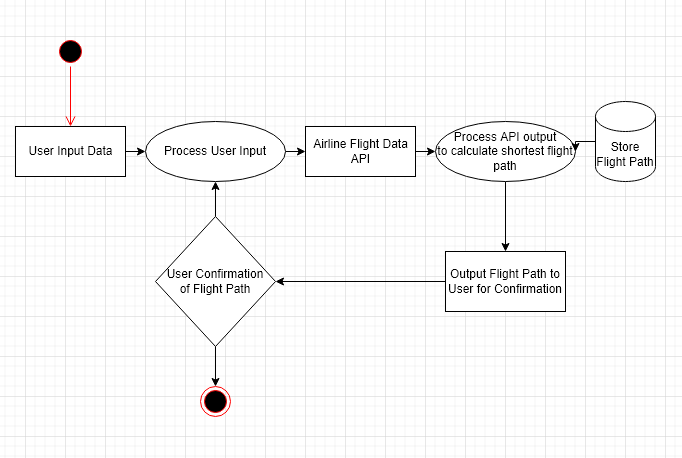 User Input Data
Process User Input
Airline Flight Data
API
Process API output
to calculate shortest flight
path
Store
Flight Path
User Confirmation
of Flight Path
Output Flight Path to
User for Confirmation